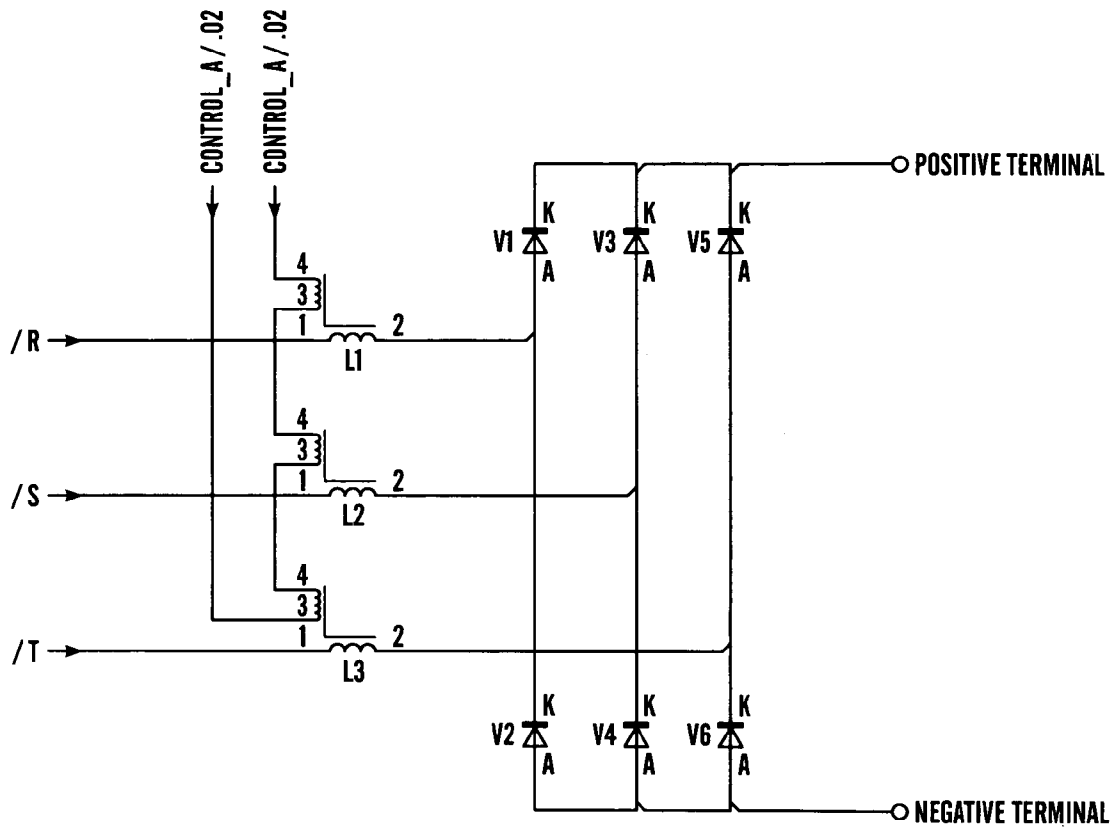 CONTROL_A/.02
CONTROL_A/.02
POSITIVE TERMINAL
K
K
K
V1
V3
V5
A
A
A
4
3
1
2
/R
L1
4
3
1
2
/S
L2
4
3
1
2
/T
L3
K
K
K
V2
V4
V6
A
A
A
NEGATIVE TERMINAL